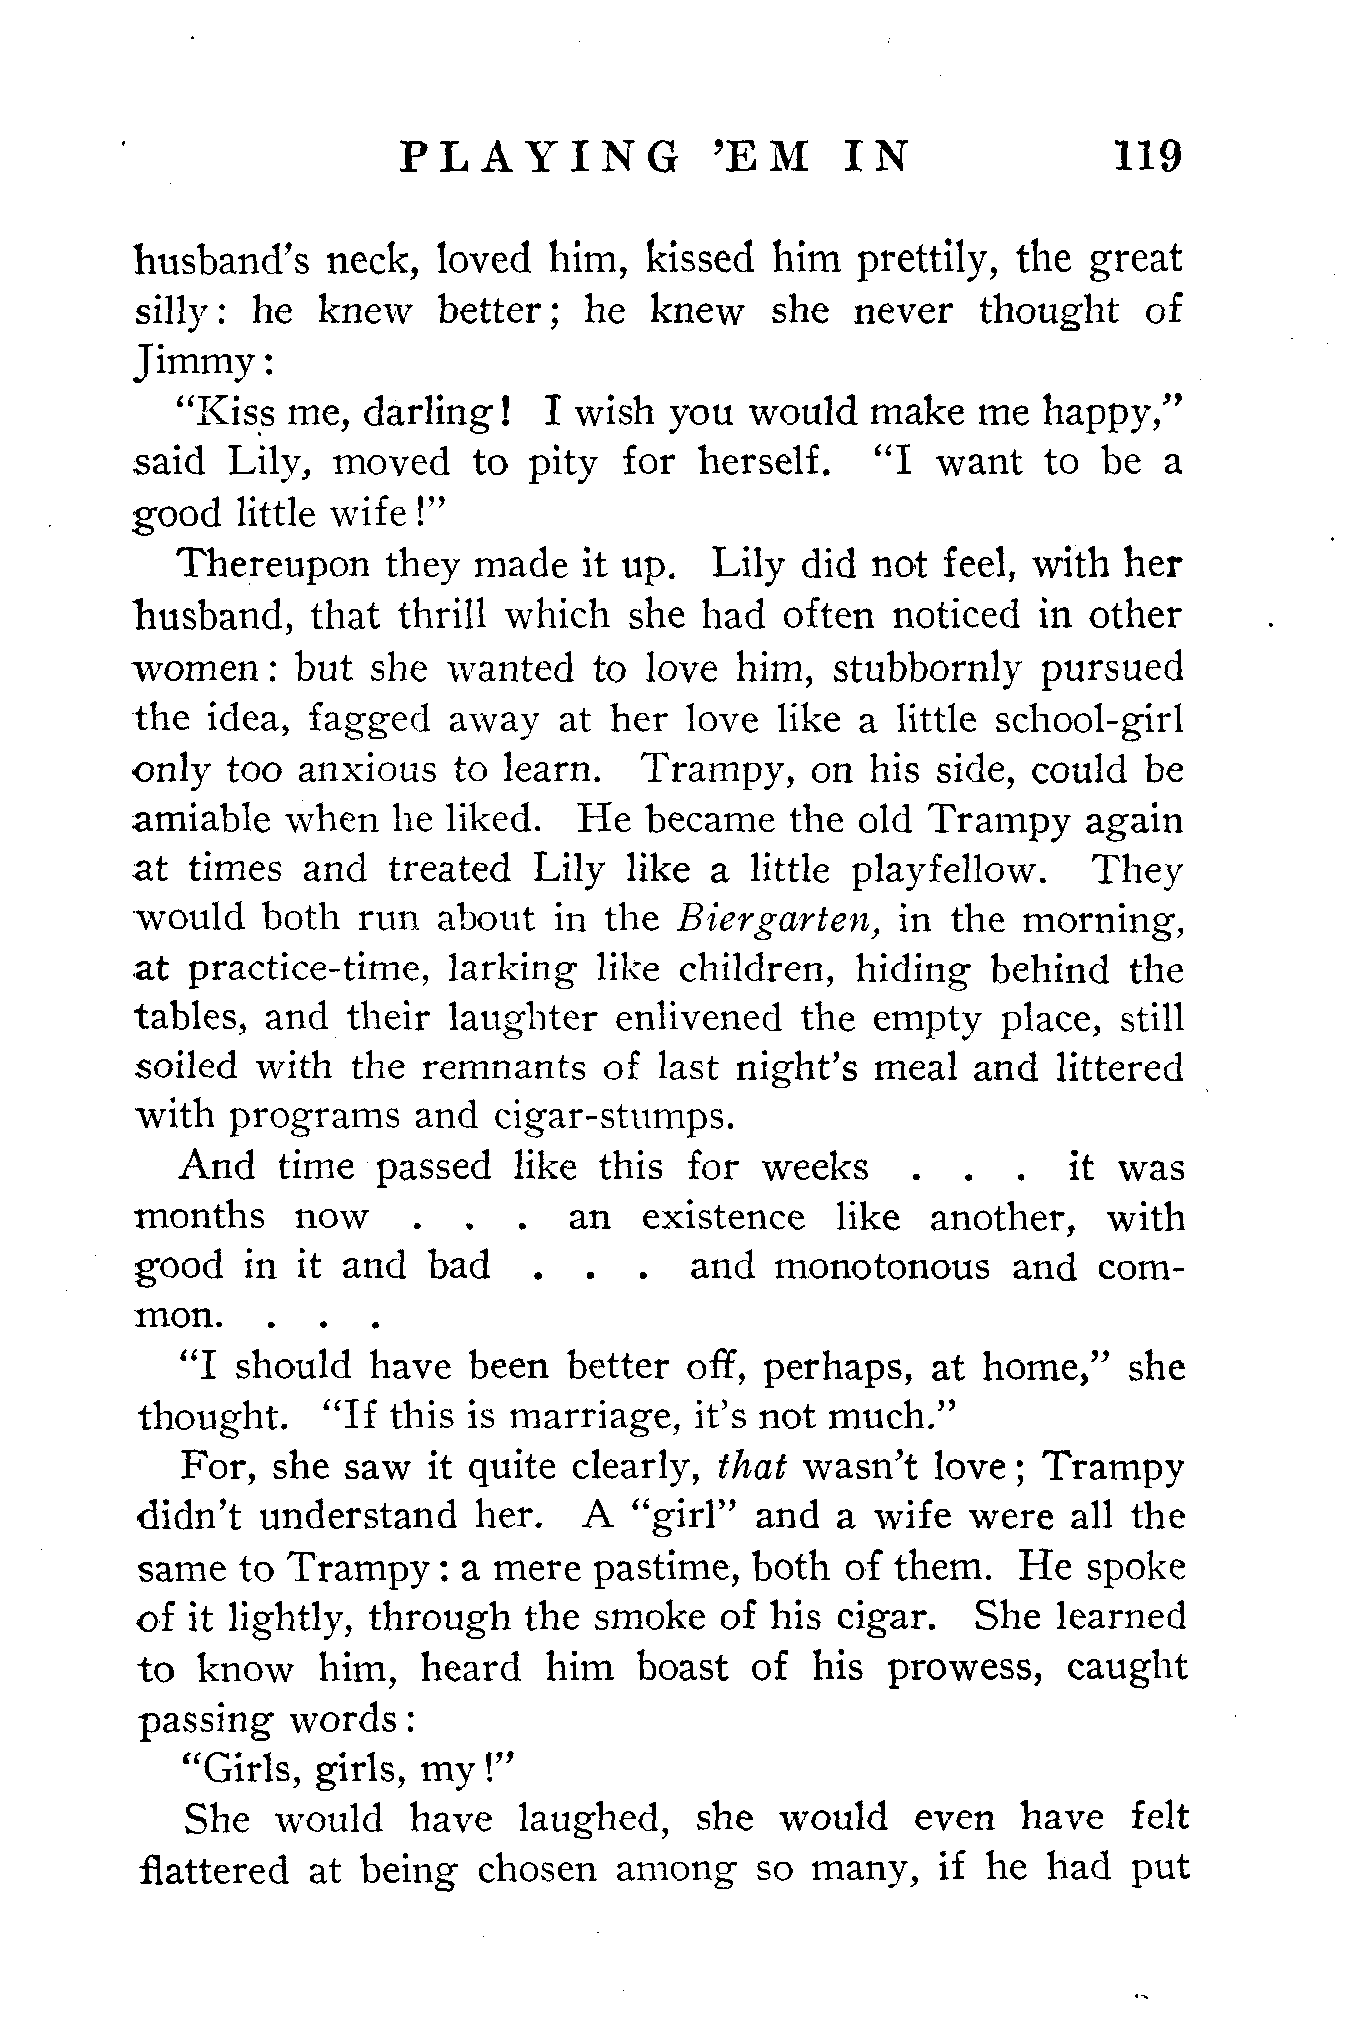 PLAYING 'EM IN 119
husband's neck, loved him, kissed him prettily, the great
silly: he knew better; he knew she never thought of
Jimmy:
"Kiss me, darling! I wish you would make me happy,"
said Lily, moved to pity for herself. "I want to be a
good little wife!"
Thereupon they made it up. Lily did not feel, with her
husband, that thrill which she had often noticed in other
women: but she wanted to love him, stubbornly pursued
the idea, fagged away at her love like a little school-girl
only too anxious to learn. Trampy, on his side, could be
amiable when he liked. He became the old Trampy again
at times and treated Lily like a little playfellow. They
would both run about in the Biergarten, in the morning,
at practice-time, larking like children, hiding behind the
tables, and their laughter enlivened the empty place, still
soiled with the remnants of last night's meal and littered
with programs and cigar-stumps.
And time passed like this for weeks . . . it was
months now . . . an existence like another, with
good in it and bad . . . and monotonous and com-
mon. . . .
"I should have been better off, perhaps, at home," she
thought. "If this is marriage, it's not much."
For, she saw it quite clearly, that wasn't love; Trampy
didn't understand her. A "girl" and a wife were all the
same to Trampy: a mere pastime, both of them. He spoke
of it lightly, through the smoke of his cigar. She learned
to know him, heard him boast of his prowess, caught
passing words:
"Girls, girls, my!"
She would have laughed, she would even have felt
flattered at being chosen among so many, if he had put